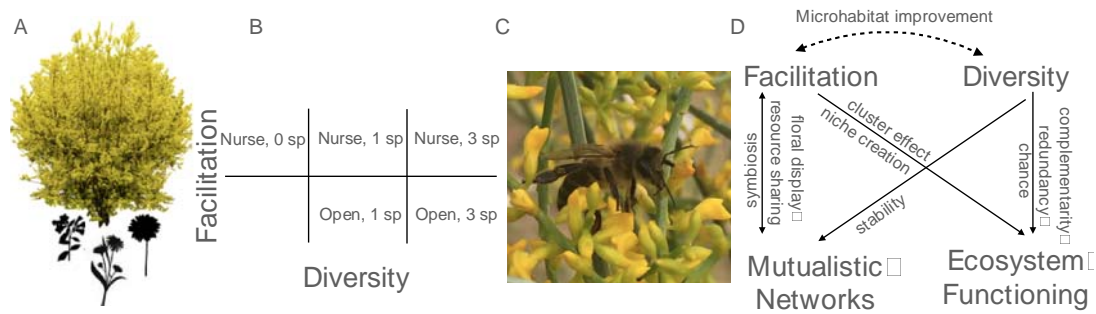 A
B
C
D
Facilitation
Nurse, 0 sp
Nurse, 1 sp
Nurse, 3 sp
Open, 1 sp
Open, 3 sp
Diversity
Microhabitat improvement
Facilitation
Diversity
symbiosis
resource sharing
floral display
cluster effect
niche creation
stability
complementarity
redundancy
chance
Mutualistic
Networks
Ecosystem
Functioning